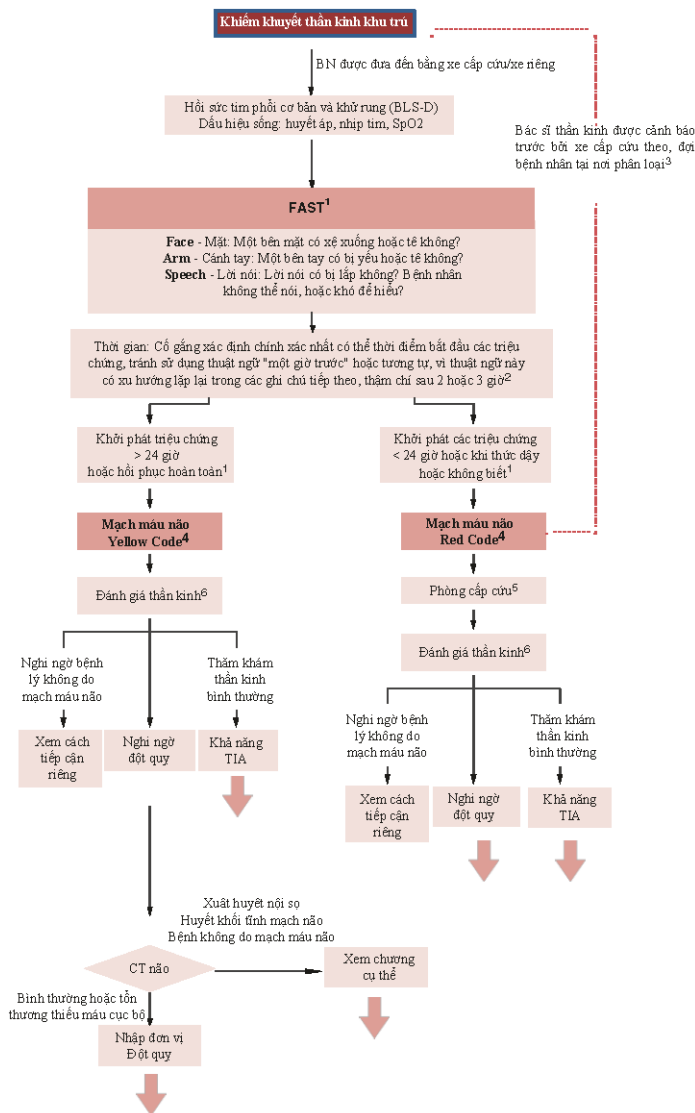 Khiếm khuyết thần kinh khu trú
BN được đưa đến bằng xe cấp cứu/xe riêng
Hồi sức tim phổi cơ bản và khử rung (BLS-D)
Dấu hiệu sống: huyết áp, nhịp tim, SpO2
Bác sĩ thần kinh được cảnh báo
trước bởi xe cấp cứu theo, đợi
bệnh nhân tại nơi phân loại3
FAST1
Face - Mặt: Một bên mặt có xệ xuống hoặc tê không?
Arm - Cánh tay: Một bên tay có bị yếu hoặc tê không?
Speech - Lời nói: Lời nói có bị lắp không? Bệnh nhân
không thể nói, hoặc khó để hiểu?
Thời gian: Cố gắng xác định chính xác nhất có thể thời điểm bắt đầu các triệu
chứng, tránh sử dụng thuật ngữ "một giờ trước" hoặc tương tự, vì thuật ngữ này
có xu hướng lặp lại trong các ghi chú tiếp theo, thậm chí sau 2 hoặc 3 giờ2
Khởi phát triệu chứng
> 24 giờ
hoặc hồi phục hoàn toàn1
Khởi phát các triệu chứng
< 24 giờ hoặc khi thức dậy
hoặc không biết1
Mạch máu não
Yellow Code4
Mạch máu não
Red Code4
Đánh giá thần kinh6
Phòng cấp cứu5
Đánh giá thần kinh6
Nghi ngờ bệnh
lý không do
mạch máu não
Thăm khám
thần kinh
bình thường
Xem cách
tiếp cận
riêng
Nghi ngờ
đột quy
Khả năng
TIA
Nghi ngờ bệnh
lý không do
mạch máu não
Thăm khám
thần kinh
bình thường
Xem cách
tiếp cận
riêng
Nghi ngờ
đột quy
Khả năng
TIA
Xuât huyết nội sọ
Huyết khối tĩnh mạch não
Bệnh không do mạch máu não
CT não
Xem chương
cụ thể
Bình thường hoặc tổn
thương thiếu máu cục bộ
Nhập đơn vị
Đột quy